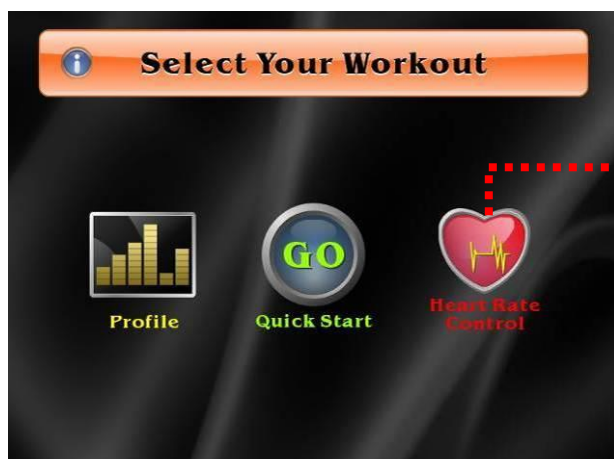 Select Your Workout
GO
Profile
Quick Start
Heart Rate
Control